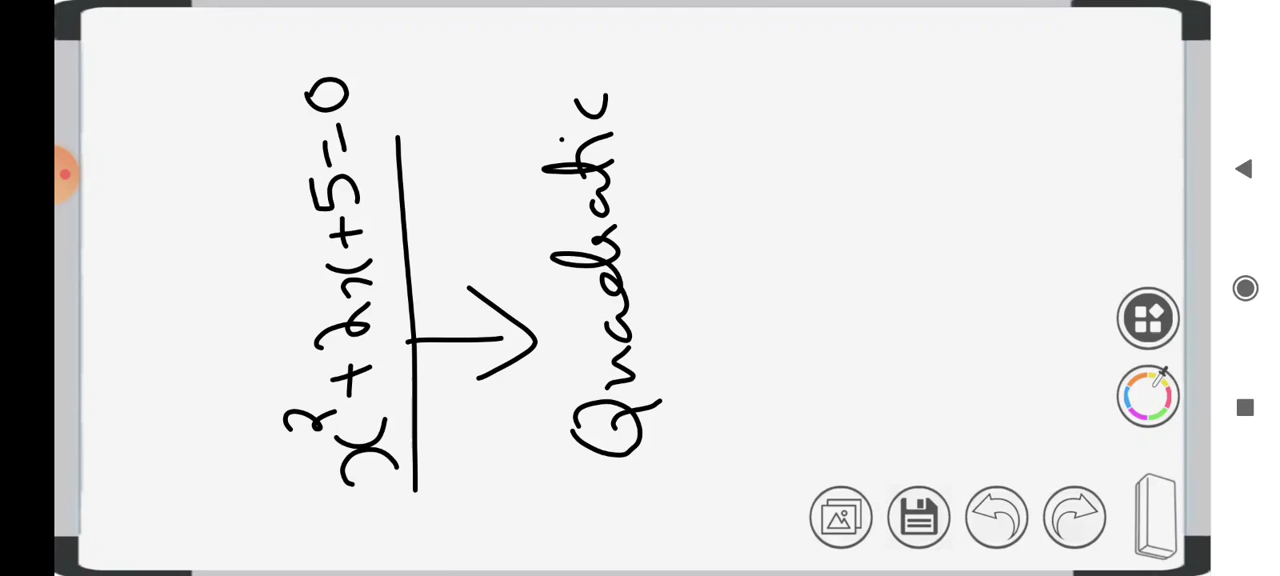 x² + 2x + 5 = 0
Quadratic